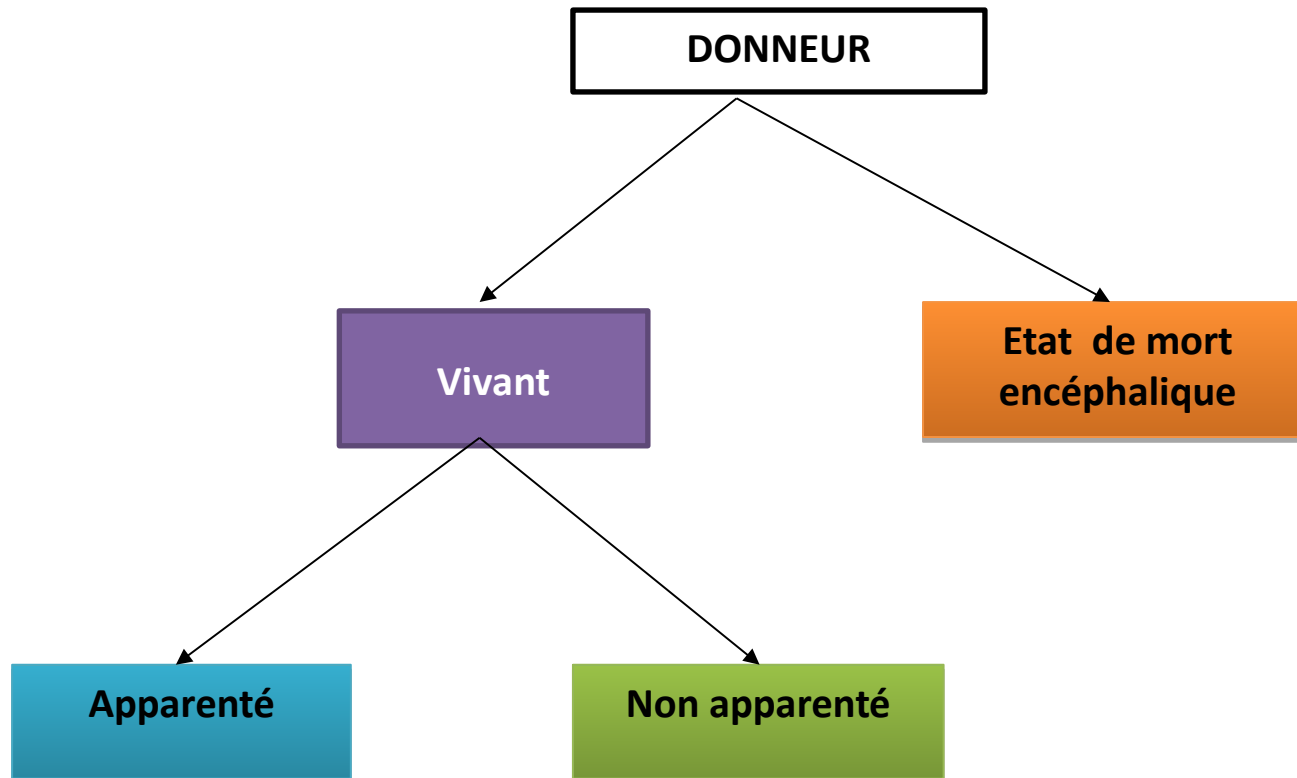 DONNEUR
Vivant
Etat de mort
encéphalique
Apparenté
Non apparenté